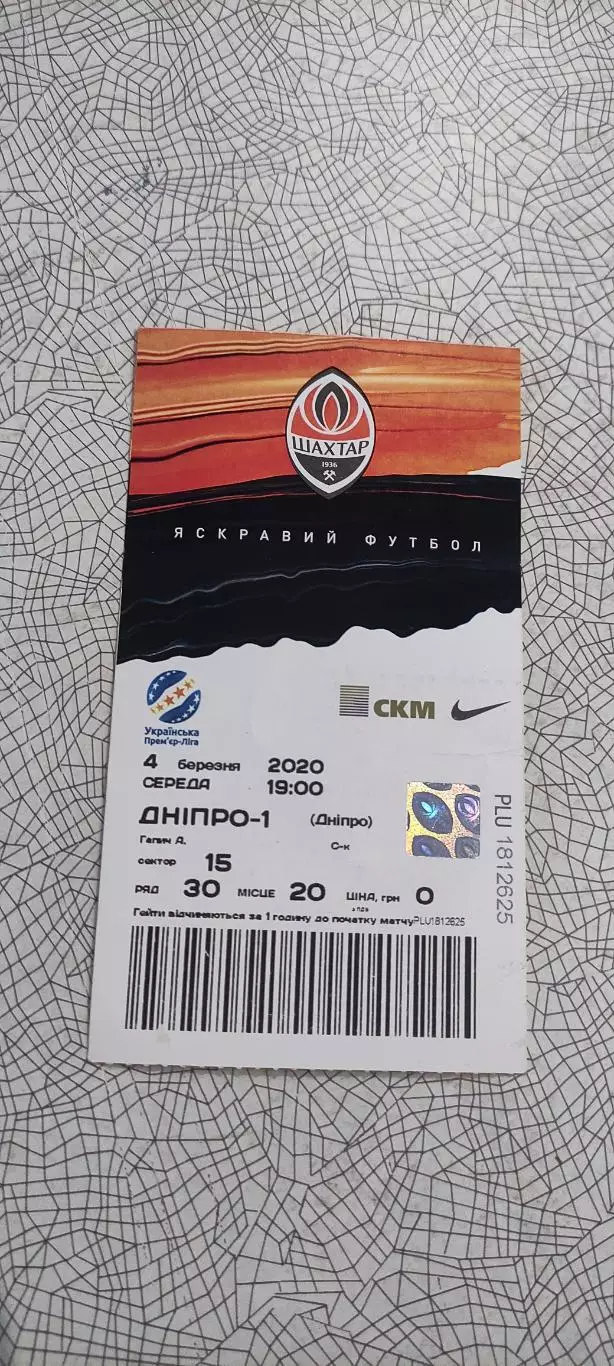 ШАХТАР
1936
ЯСКРАВИЙ ФУТБОЛ
Українська
Прем'єр-Ліга
СКМ
4 березня 2020
СЕРЕДА 19:00
ДНІПРО-1 (Дніпро)
Гапич А. С-к
сектор 15
РЯД 30 МІСЦЕ 20 ЦІНА, грн 0
з пдв
Гейти відчиняються за 1 годину до початку матчу PLU1812625
PLU 1812625